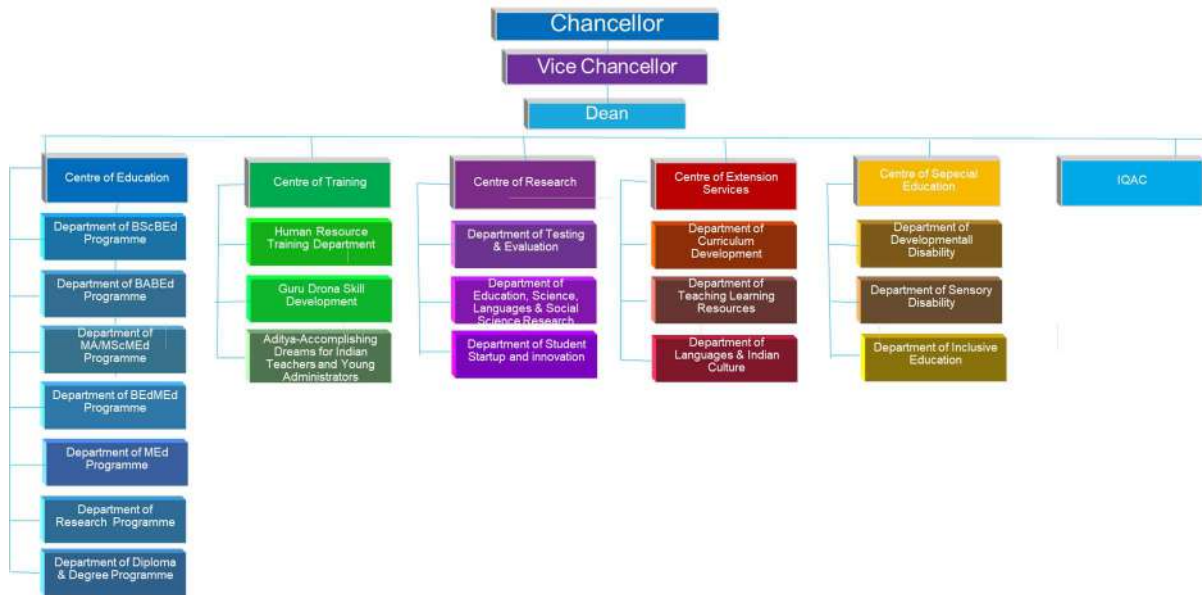 Chancellor
Vice Chancellor
Dean
Centre of Education
Department of BScBEd
Programme
Department of BABEd
Programme
Department of
MA/MScMEd
Programme
Department of BEdMEd
Programme
Department of MEd
Programme
Department of
Research Programme
Department of Diploma
& Degree Programme
Centre of Training
Human Resource
Training Department
Guru Drona Skill
Development
Aditya-Accomplishing
Dreams for Indian
Teachers and Young
Administrators
Centre of Research
Department of Testing
& Evaluation
Department of
Education, Science,
Languages & Social
Science Research
Department of Student
Startup and innovation
Centre of Extension
Services
Department of
Curriculum
Development
Department of
Teaching Learning
Resources
Department of
Languages & Indian
Culture
Centre of Sepecial
Education
Department of
Developmentall
Disability
Department of Sensory
Disability
Department of Inclusive
Education
IQAC